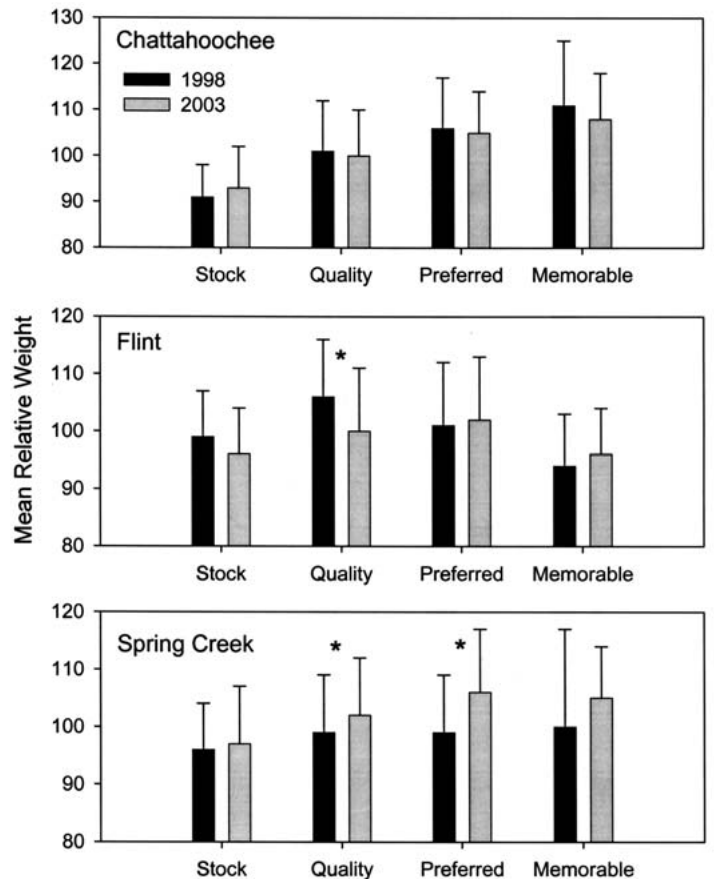 Mean Relative Weight
130
Chattahoochee
1998
2003
120
110
100
90
80
Stock Quality Preferred Memorable
120
Flint
*
110
100
90
80
Stock Quality Preferred Memorable
120
Spring Creek
* *
110
100
90
80
Stock Quality Preferred Memorable